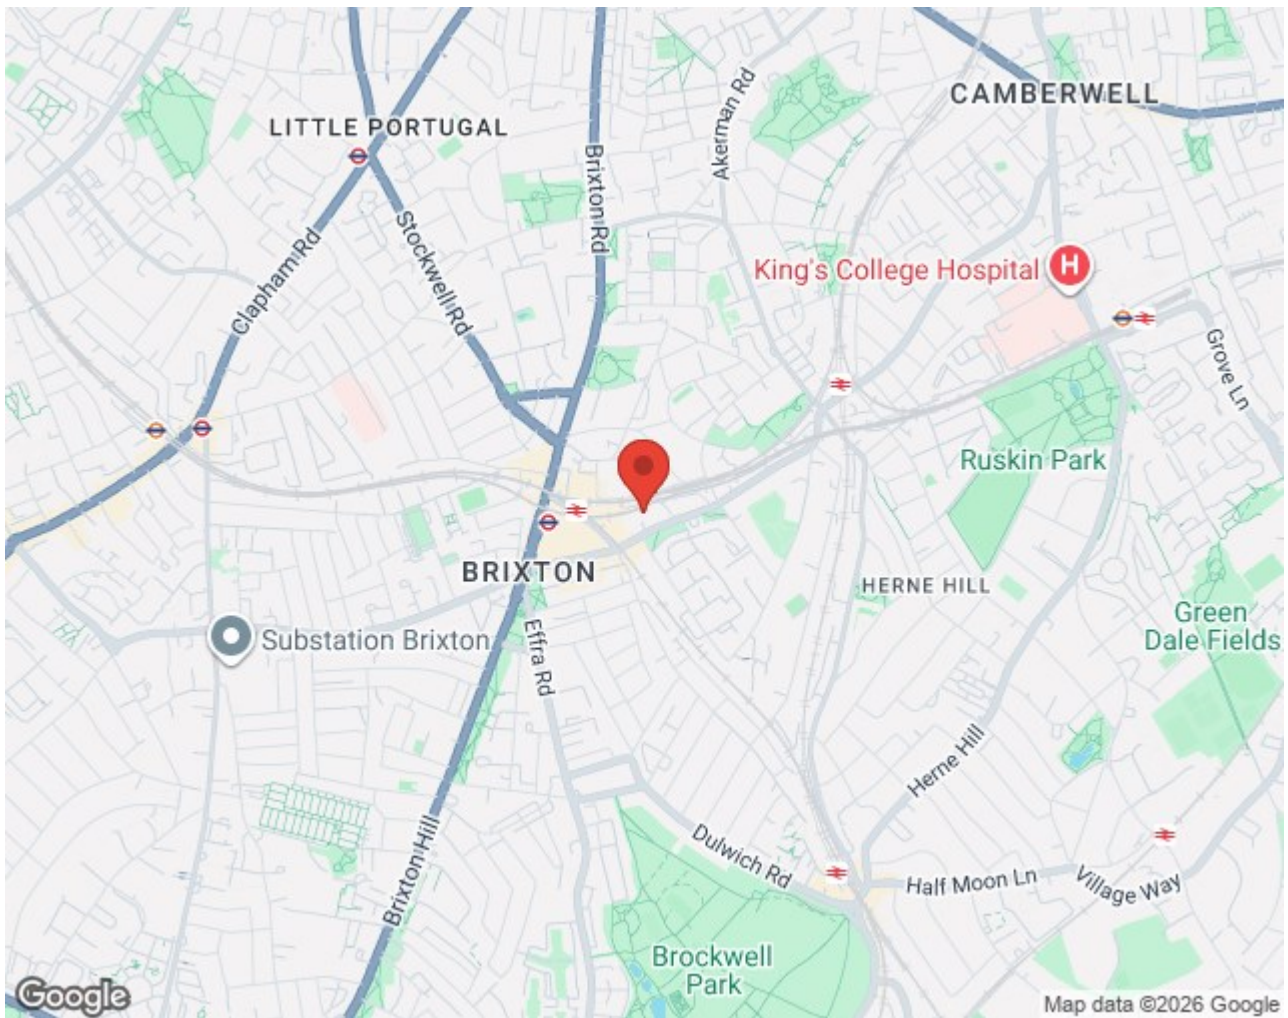 CAMBERWELL
LITTLE PORTUGAL
Akerman Rd
Brixton Rd
Stockwell Rd
Clapham Rd
King's College Hospital
H
Grove Ln
Ruskin Park
BRIXTON
HERNE HILL
Green
Dale Fields
Substation Brixton
Effra Rd
Herne Hill
Brixton Hill
Dulwich Rd
Half Moon Ln
Village Way
Brockwell
Park
Google
Map data ©2026 Google